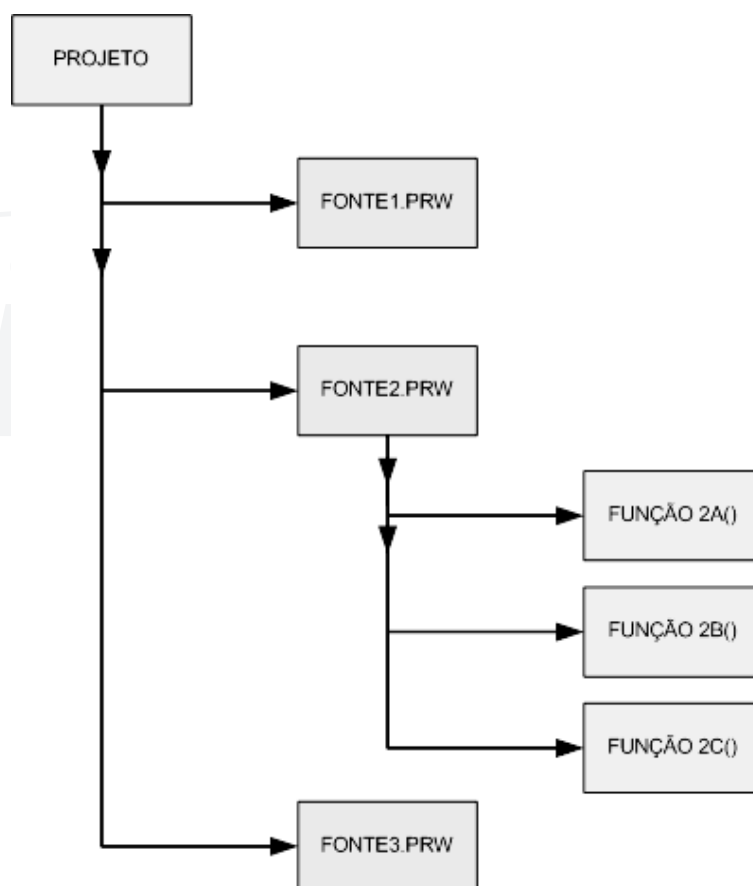 PROJETO
FONTE1.PRW
FONTE2.PRW
FUNÇÃO 2A()
FUNÇÃO 2B()
FUNÇÃO 2C()
FONTE3.PRW